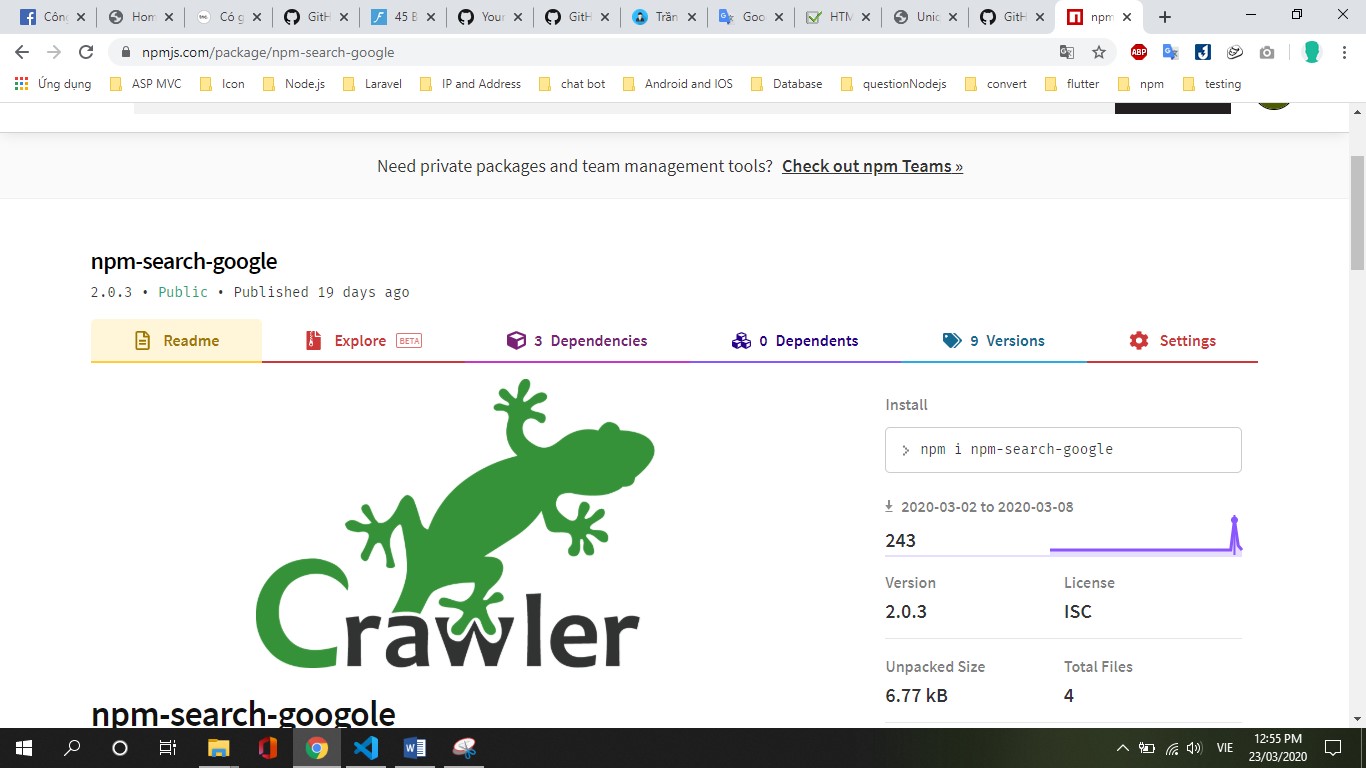 Công
Hom
Có g
GitH
45 B
Your
GitH
Trần
Goo
HTM
Uniq
GitH
npm
npmjs.com/package/npm-search-google
ABP
Ứng dụng ASP MVC Icon Node.js Laravel IP and Address chat bot Android and IOS Database questionNodejs convert flutter npm testing
Need private packages and team management tools? Check out npm Teams »
npm-search-google
2.0.3 • Public • Published 19 days ago
Readme Explore BETA 3 Dependencies 0 Dependents 9 Versions Settings
Crawler
npm-search-googole
Install
npm i npm-search-google
2020-03-02 to 2020-03-08
243
Version License
2.0.3 ISC
Unpacked Size Total Files
6.77 kB 4
VIE
12:55 PM
23/03/2020